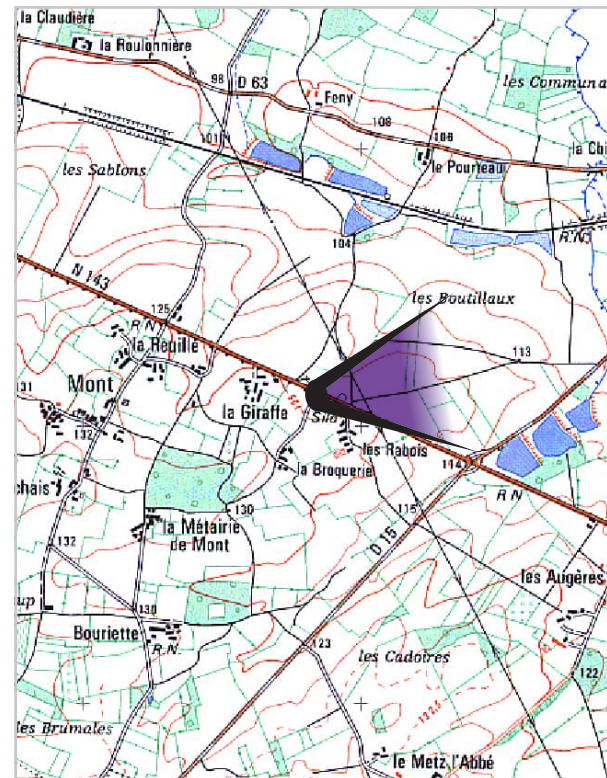 la Claudière
la Roulonnière
98
D 63
Feny
108
les Communa
101
106
le Pourteau
la Chi
les Sablons
104
R N
N 143
125
les Boutillaux
R N
la Reuille
113
Mont
131
la Giraffe
Silo
132
les Rabois
la Broquerie
114
chais
R N
115
130
la Métairie
de Mont
D 15
132
les Augères
up
130
Bouriette
R N
123
les Cadoires
122
les Brumales
le Metz l'Abbé